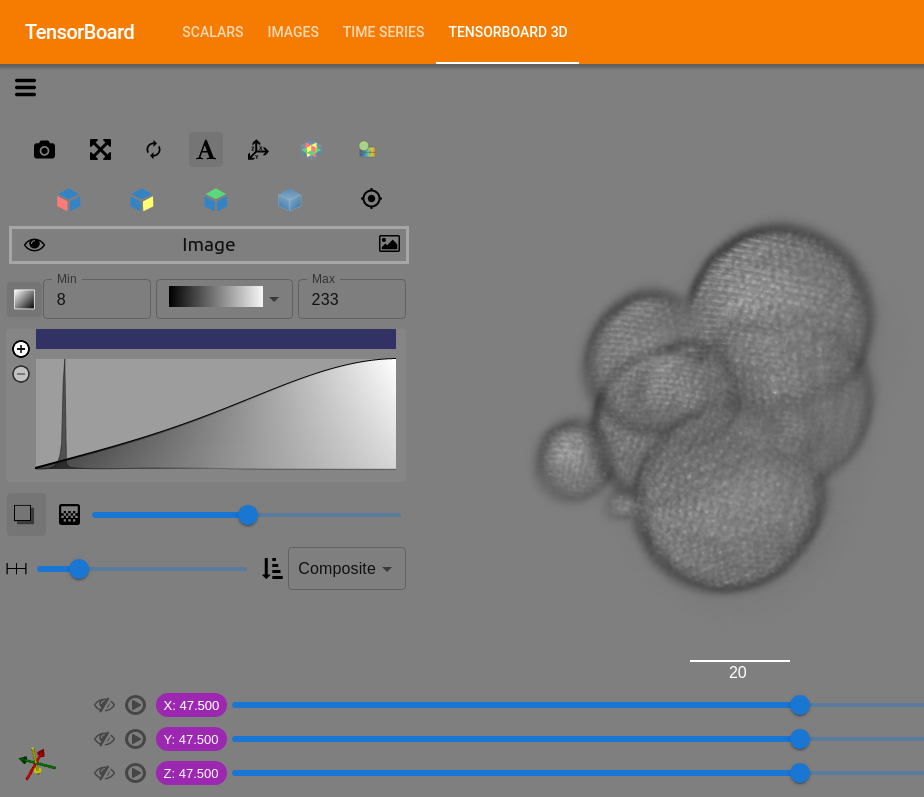 TensorBoard SCALARS IMAGES TIME SERIES TENSORBOARD 3D
A
Image
Min Max
8 233
Composite
20
X: 47.500
Y: 47.500
Z: 47.500